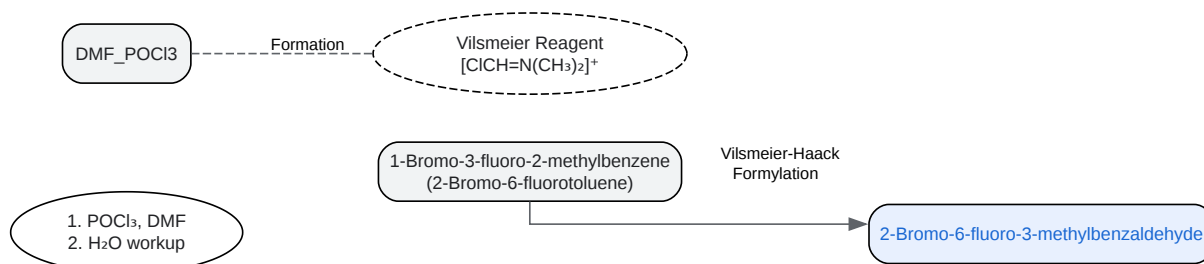 DMF_POCl3
Formation
Vilsmeier Reagent
[ClCH=N(CH₃)₂]⁺
1-Bromo-3-fluoro-2-methylbenzene
(2-Bromo-6-fluorotoluene)
Vilsmeier-Haack
Formylation
1. POCl₃, DMF
2. H₂O workup
2-Bromo-6-fluoro-3-methylbenzaldehyde